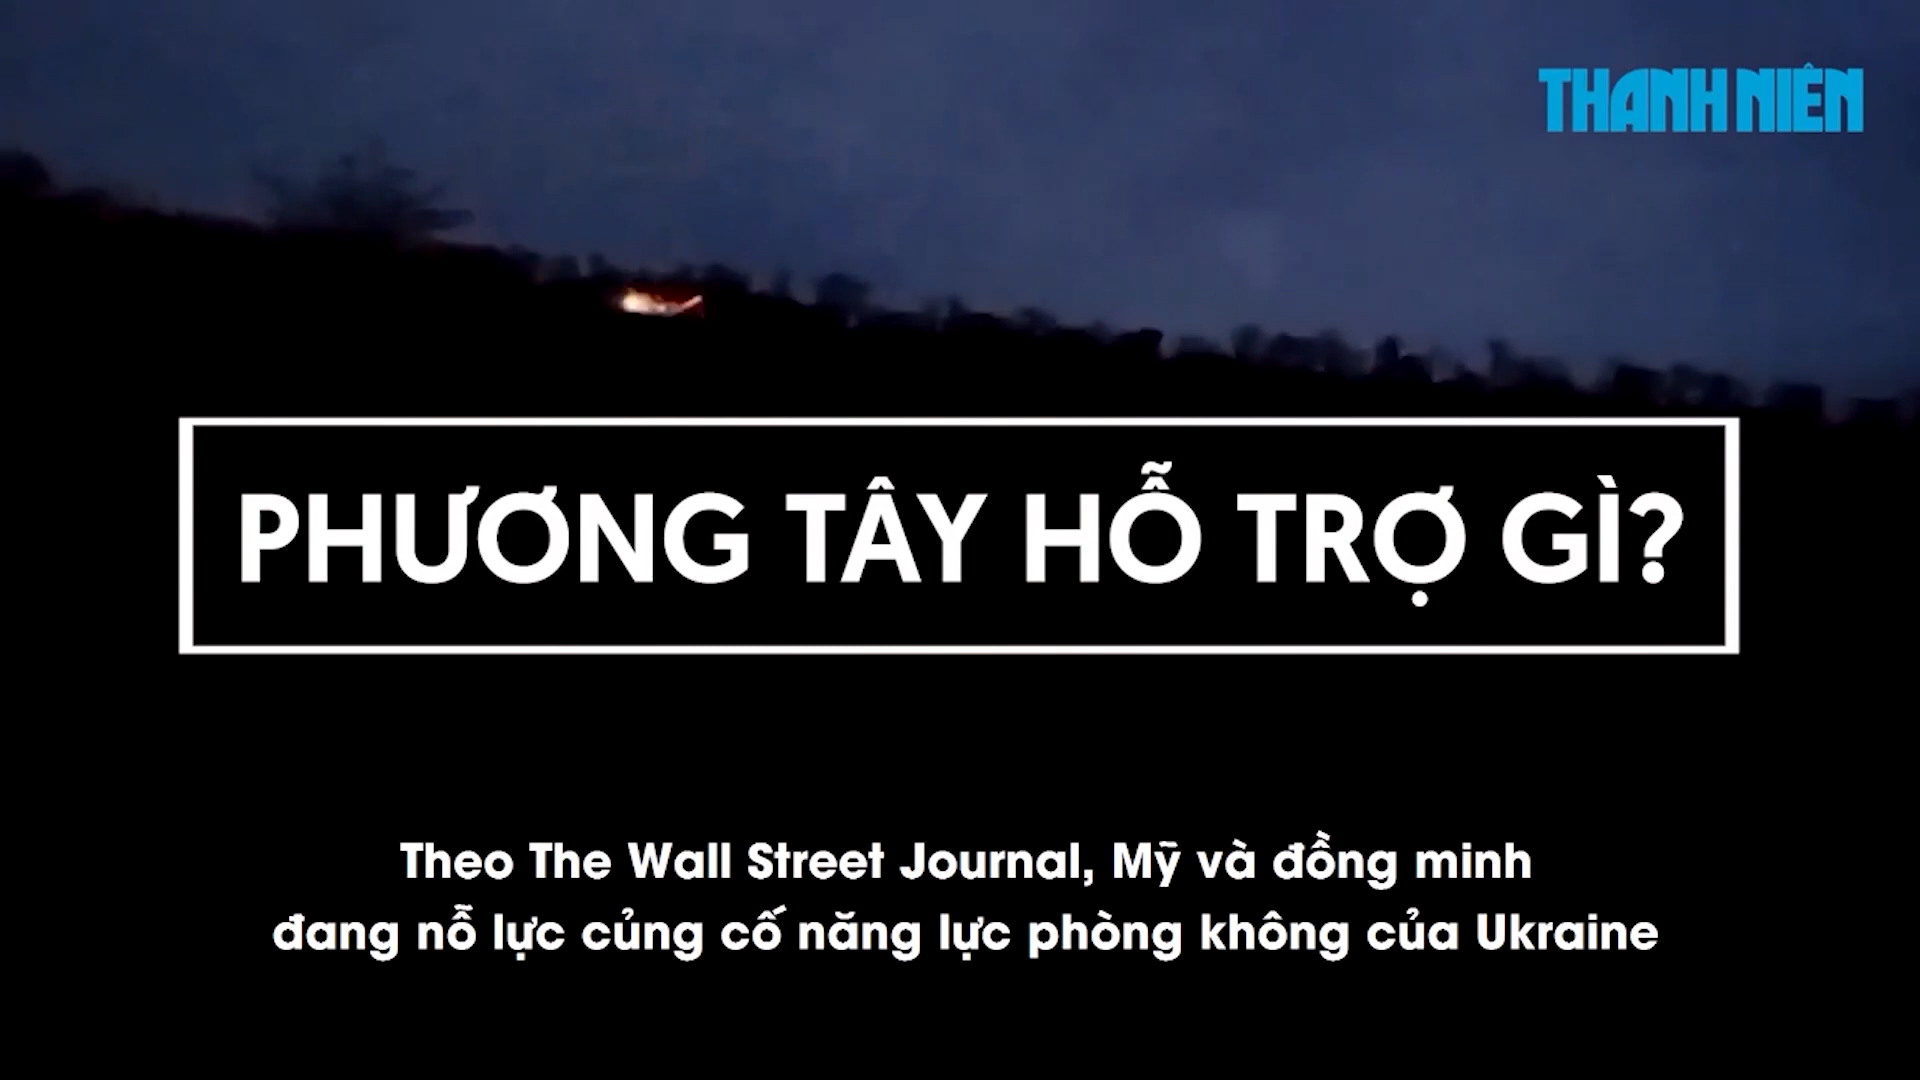 THANH NIÊN
PHƯƠNG TÂY HỖ TRỢ GÌ?
Theo The Wall Street Journal, Mỹ và đồng minh
đang nỗ lực củng cố năng lực phòng không của Ukraine